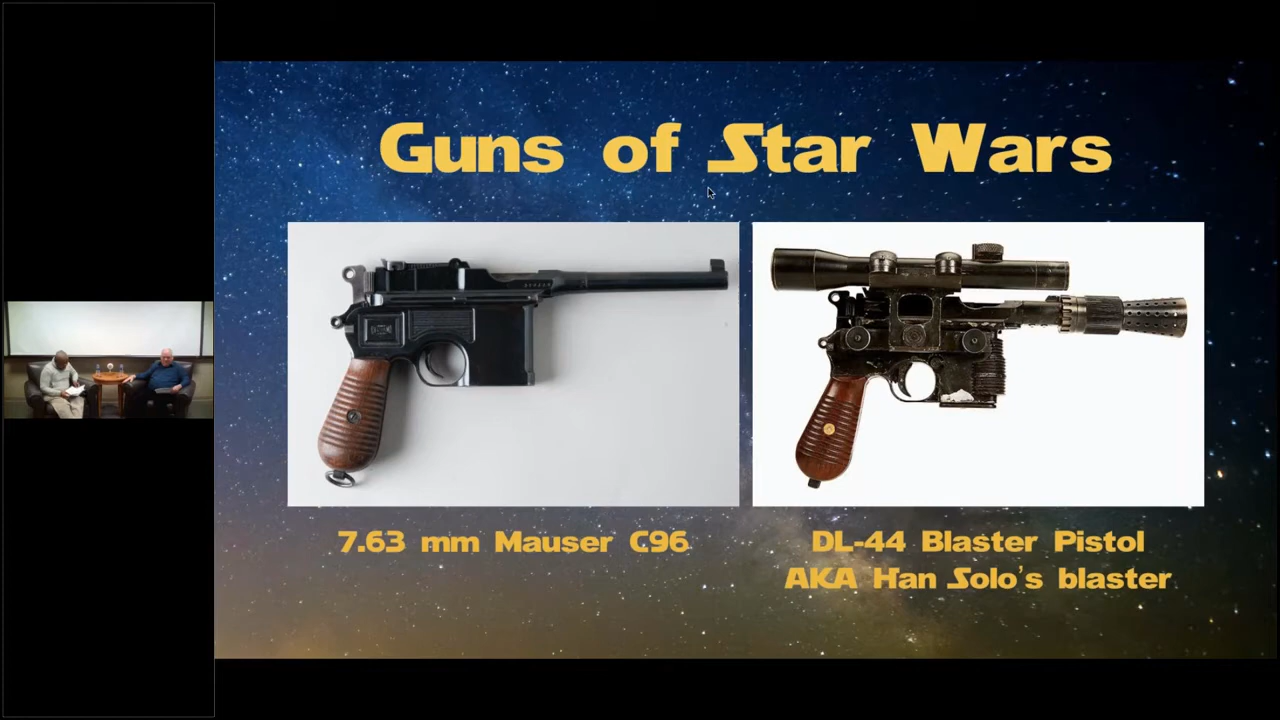 Guns of Star Wars
7.63 mm Mauser C96
DL-44 Blaster Pistol
AKA Han Solo's blaster